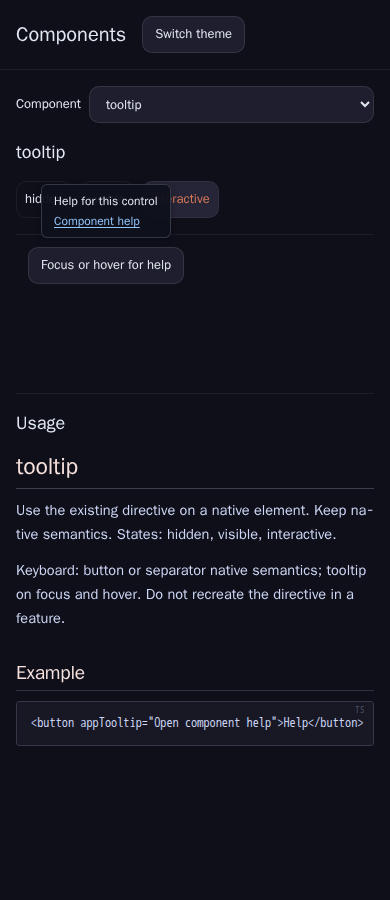 Components
Switch theme
Component
tooltip
tooltip
hid
Help for this control
Component help
ractive
Focus or hover for help
Usage
tooltip
Use the existing directive on a native element. Keep na-
tive semantics. States: hidden, visible, interactive.
Keyboard: button or separator native semantics; tooltip
on focus and hover. Do not recreate the directive in a
feature.
Example
TS
<button appTooltip="Open component help">Help</button>